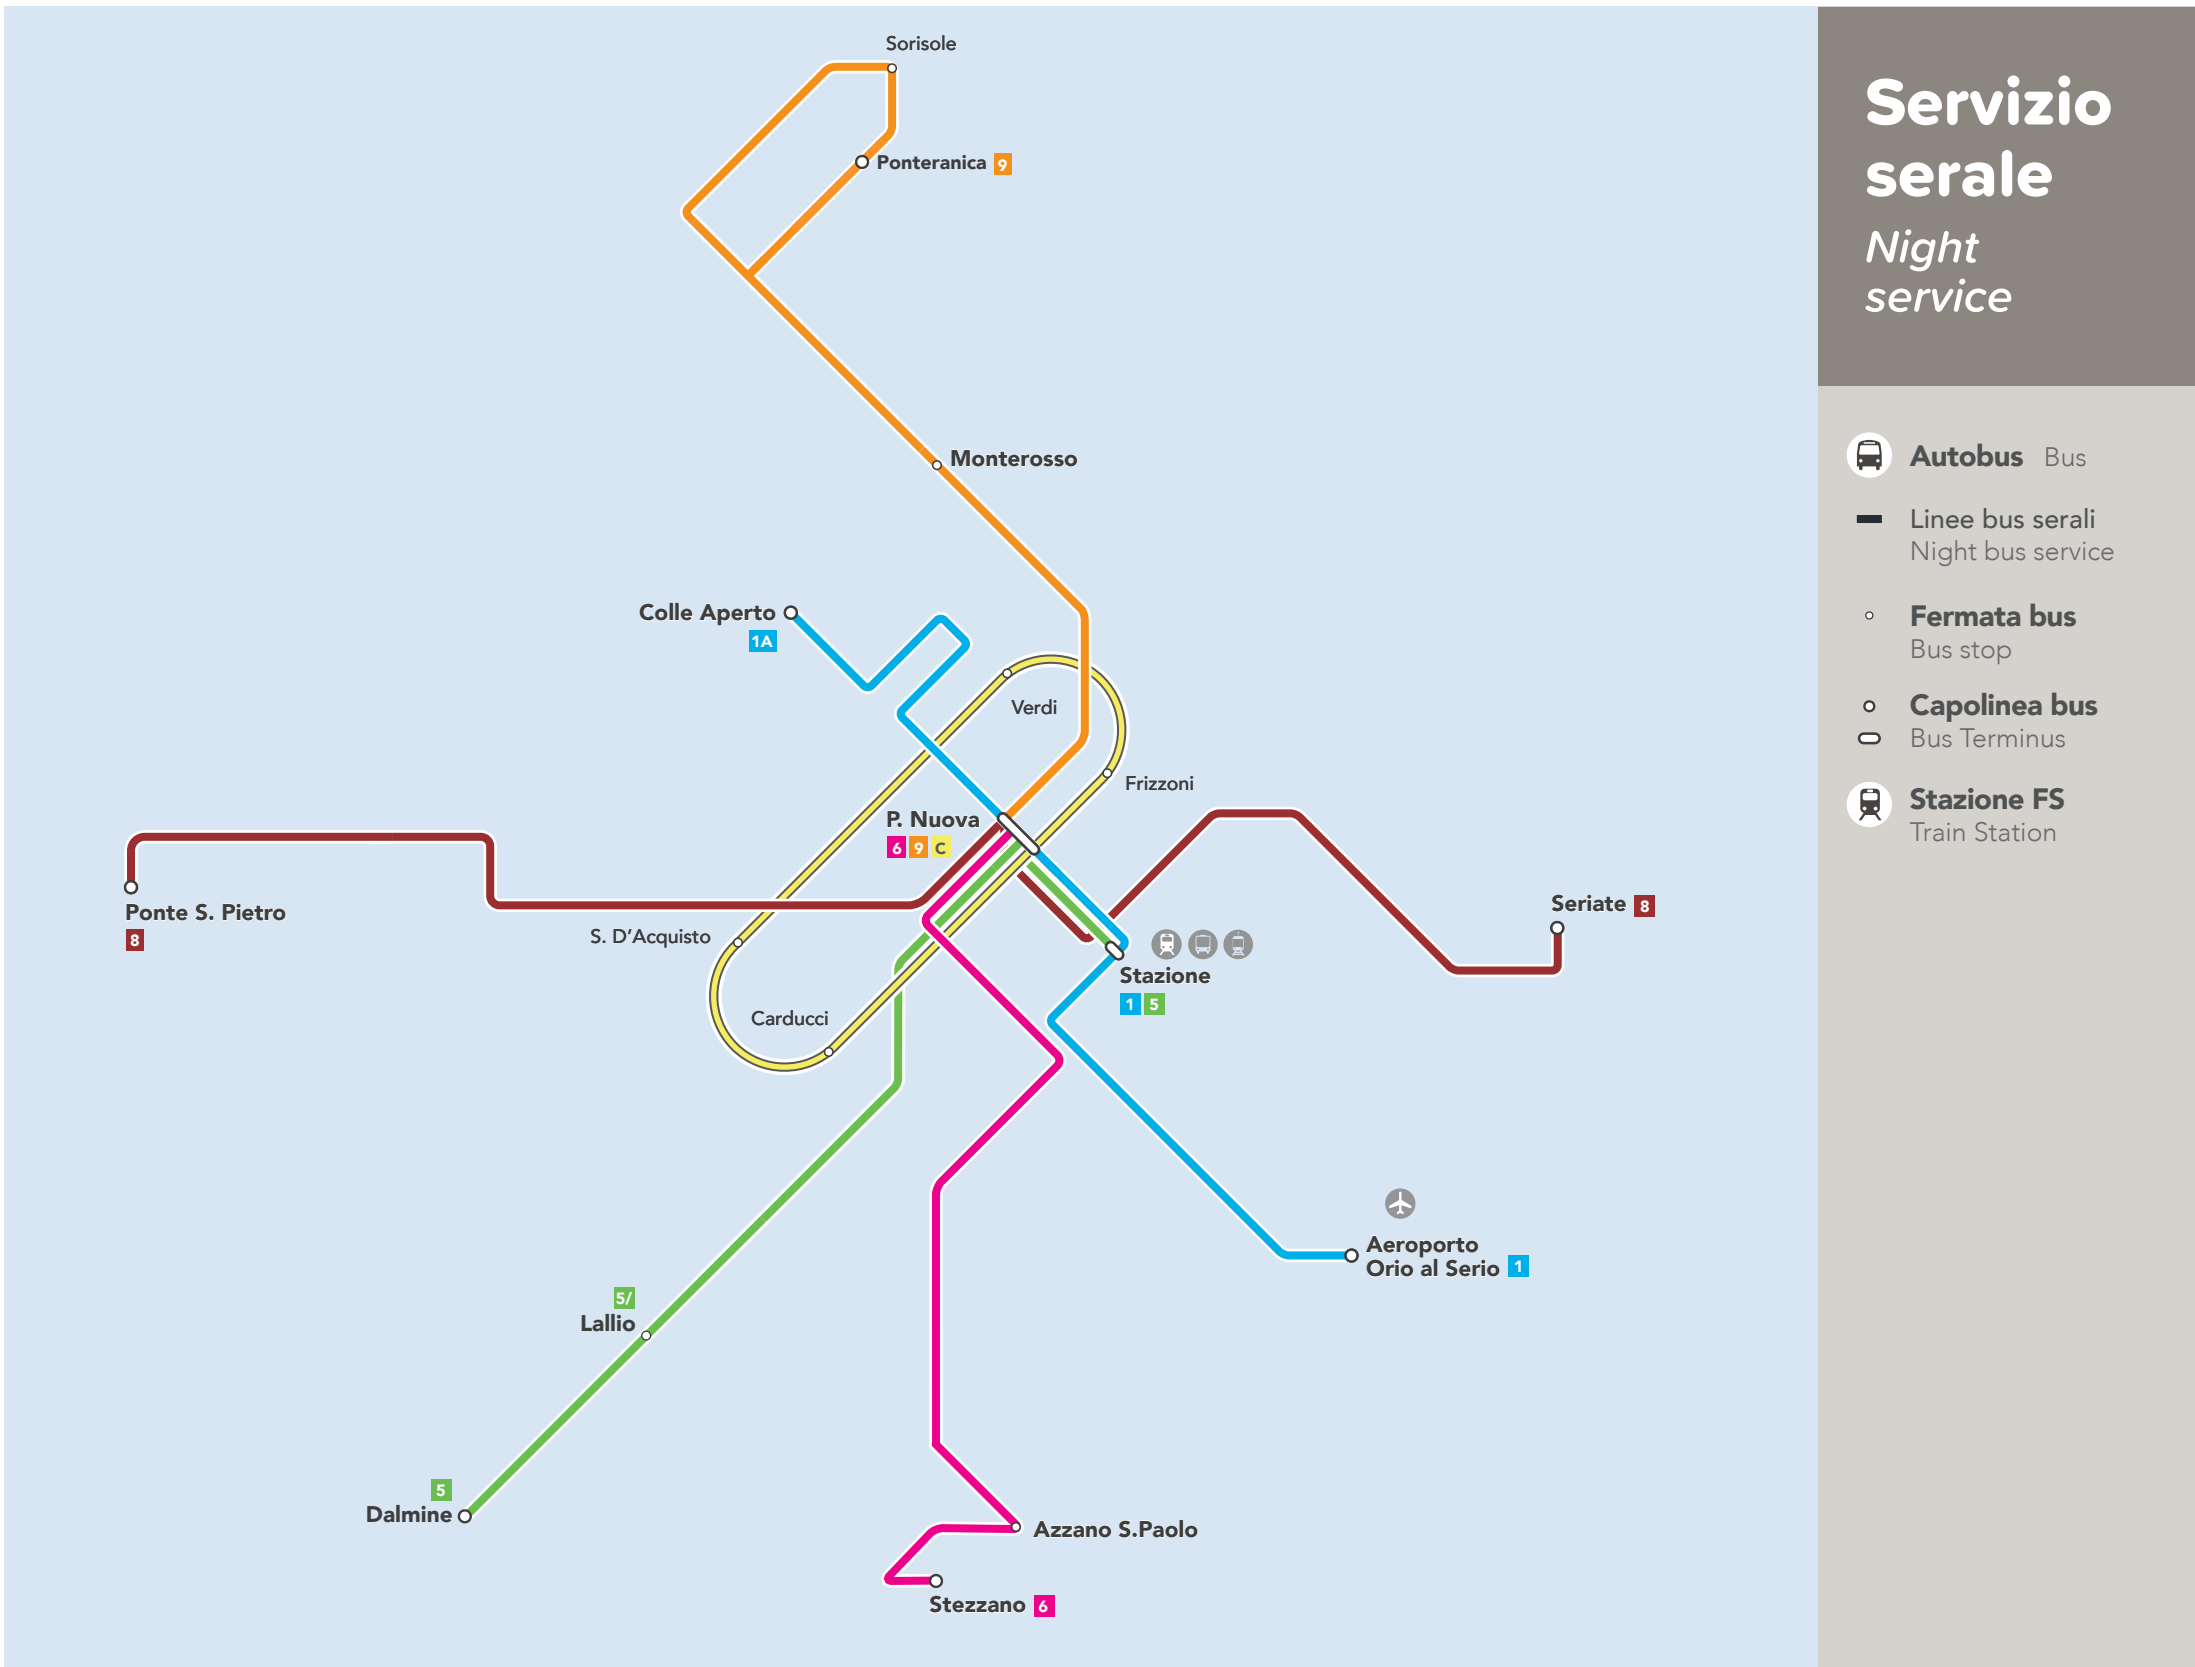 Servizio
serale
Night
service
Autobus Bus
Linee bus serali
Night bus service
Fermata bus
Bus stop
Capolinea bus
Bus Terminus
Stazione FS
Train Station
Sorisole
Ponteranica 9
Monterosso
Colle Aperto
1A
Verdi
Frizzoni
P. Nuova
6 9 C
Ponte S. Pietro
8
S. D'Acquisto
Seriate 8
Stazione
1 5
Carducci
Aeroporto
Orio al Serio 1
5/
Lallio
5
Dalmine
Azzano S.Paolo
Stezzano 6